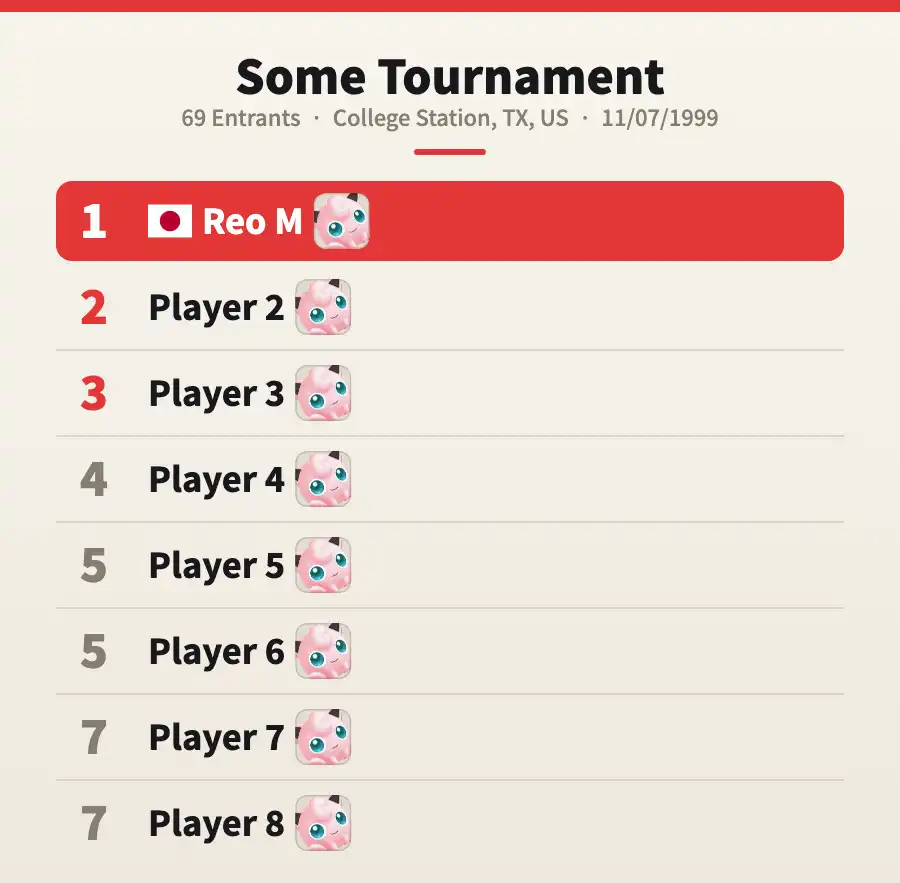 Some Tournament
69 Entrants · College Station, TX, US · 11/07/1999
1 Reo M
2 Player 2
3 Player 3
4 Player 4
5 Player 5
5 Player 6
7 Player 7
7 Player 8